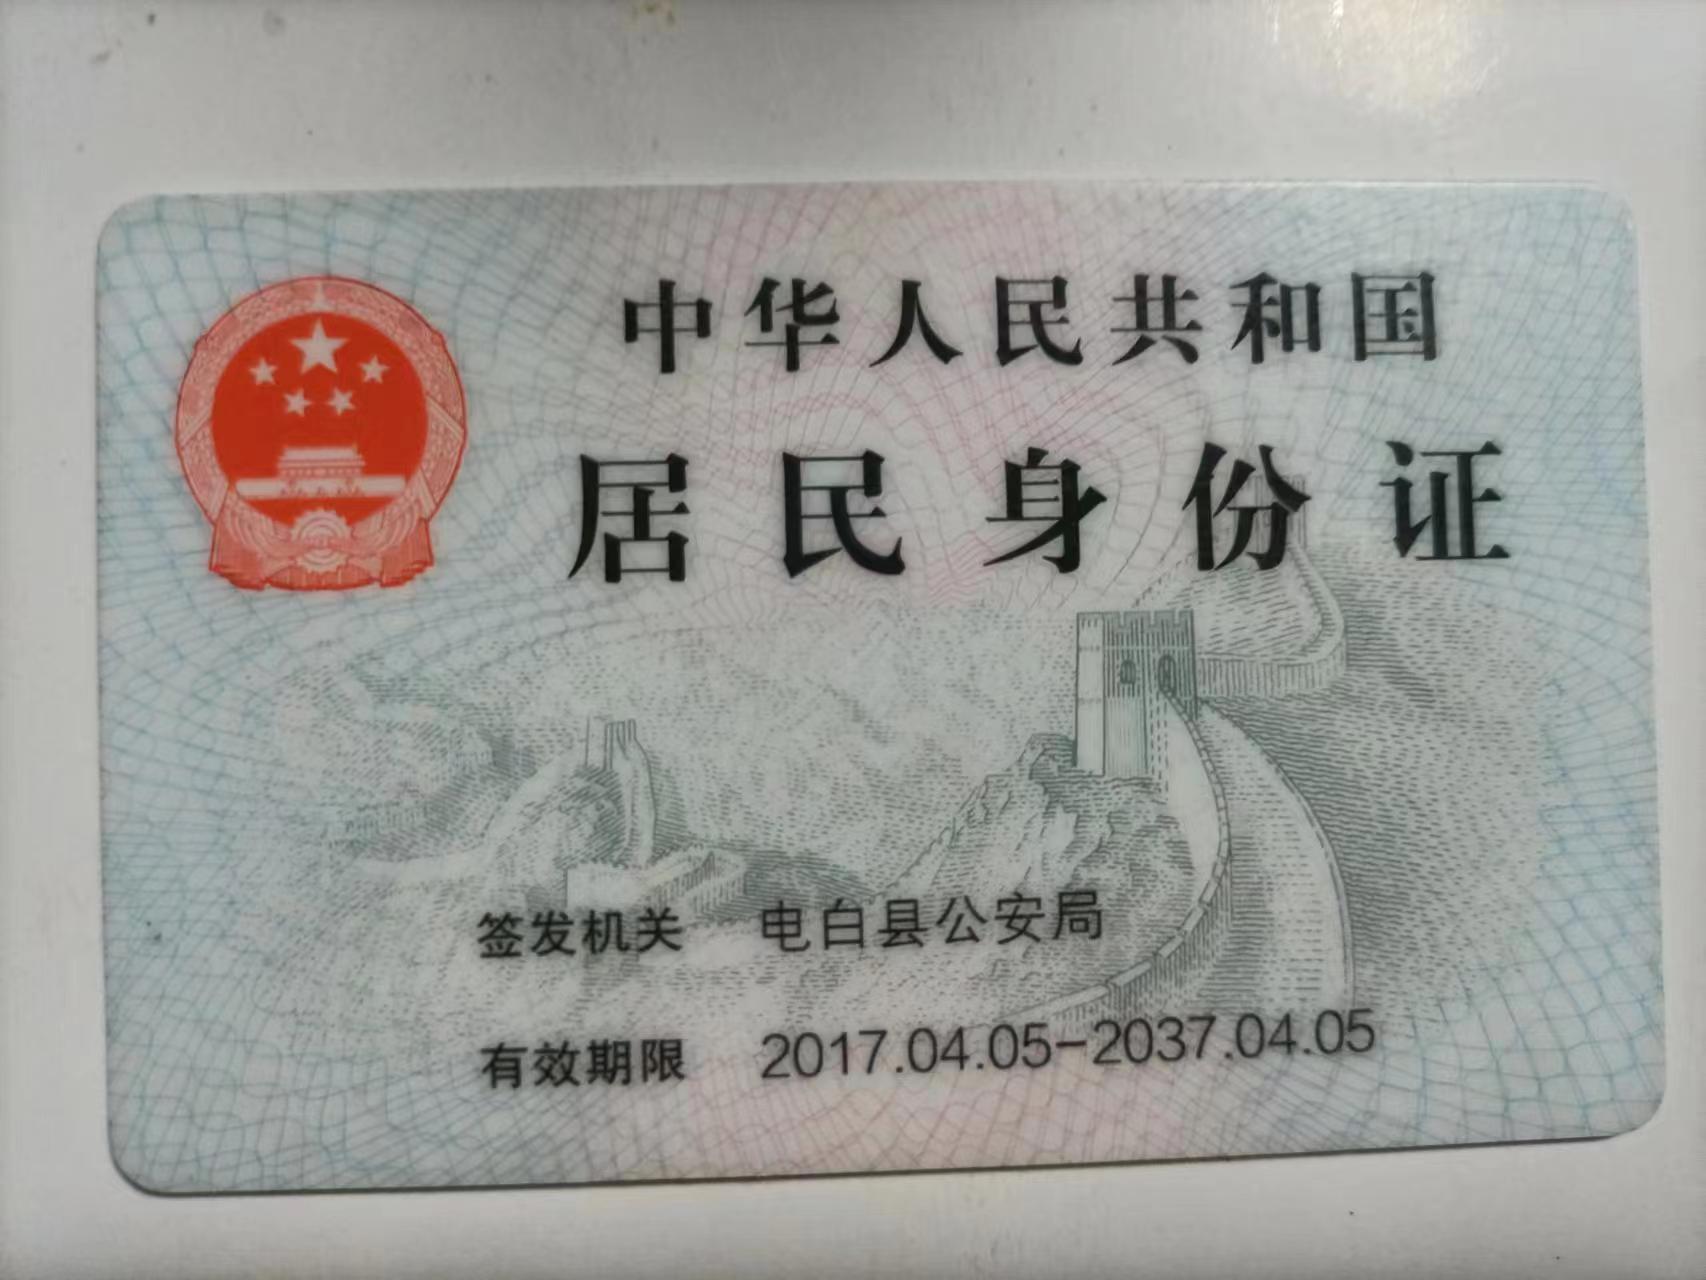 中华人民共和国
居民身份证
签发机关 电白县公安局
有效期限 2017.04.05-2037.04.05